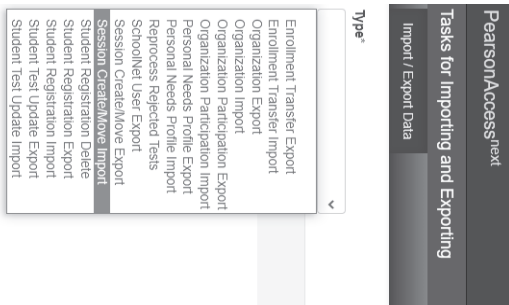 PearsonAccessnext
Tasks for Importing and Exporting
Import / Export Data
Type*
Enrollment Transfer Export
Enrollment Transfer Import
Organization Export
Organization Import
Organization Participation Export
Organization Participation Import
Personal Needs Profile Export
Personal Needs Profile Import
Reprocess Rejected Tests
SchoolNet User Export
Session Create/Move Export
Session Create/Move Import
Student Registration Delete
Student Registration Export
Student Registration Import
Student Test Update Export
Student Test Update Import